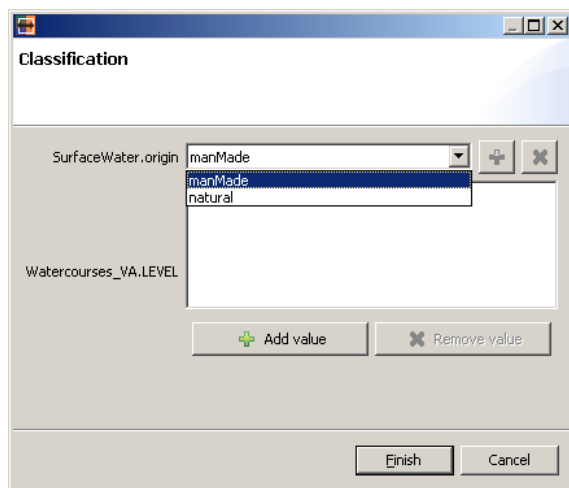 Classification
SurfaceWater.origin manMade
manMade
natural
Watercourses_VA.LEVEL
Add value Remove value
Finish Cancel